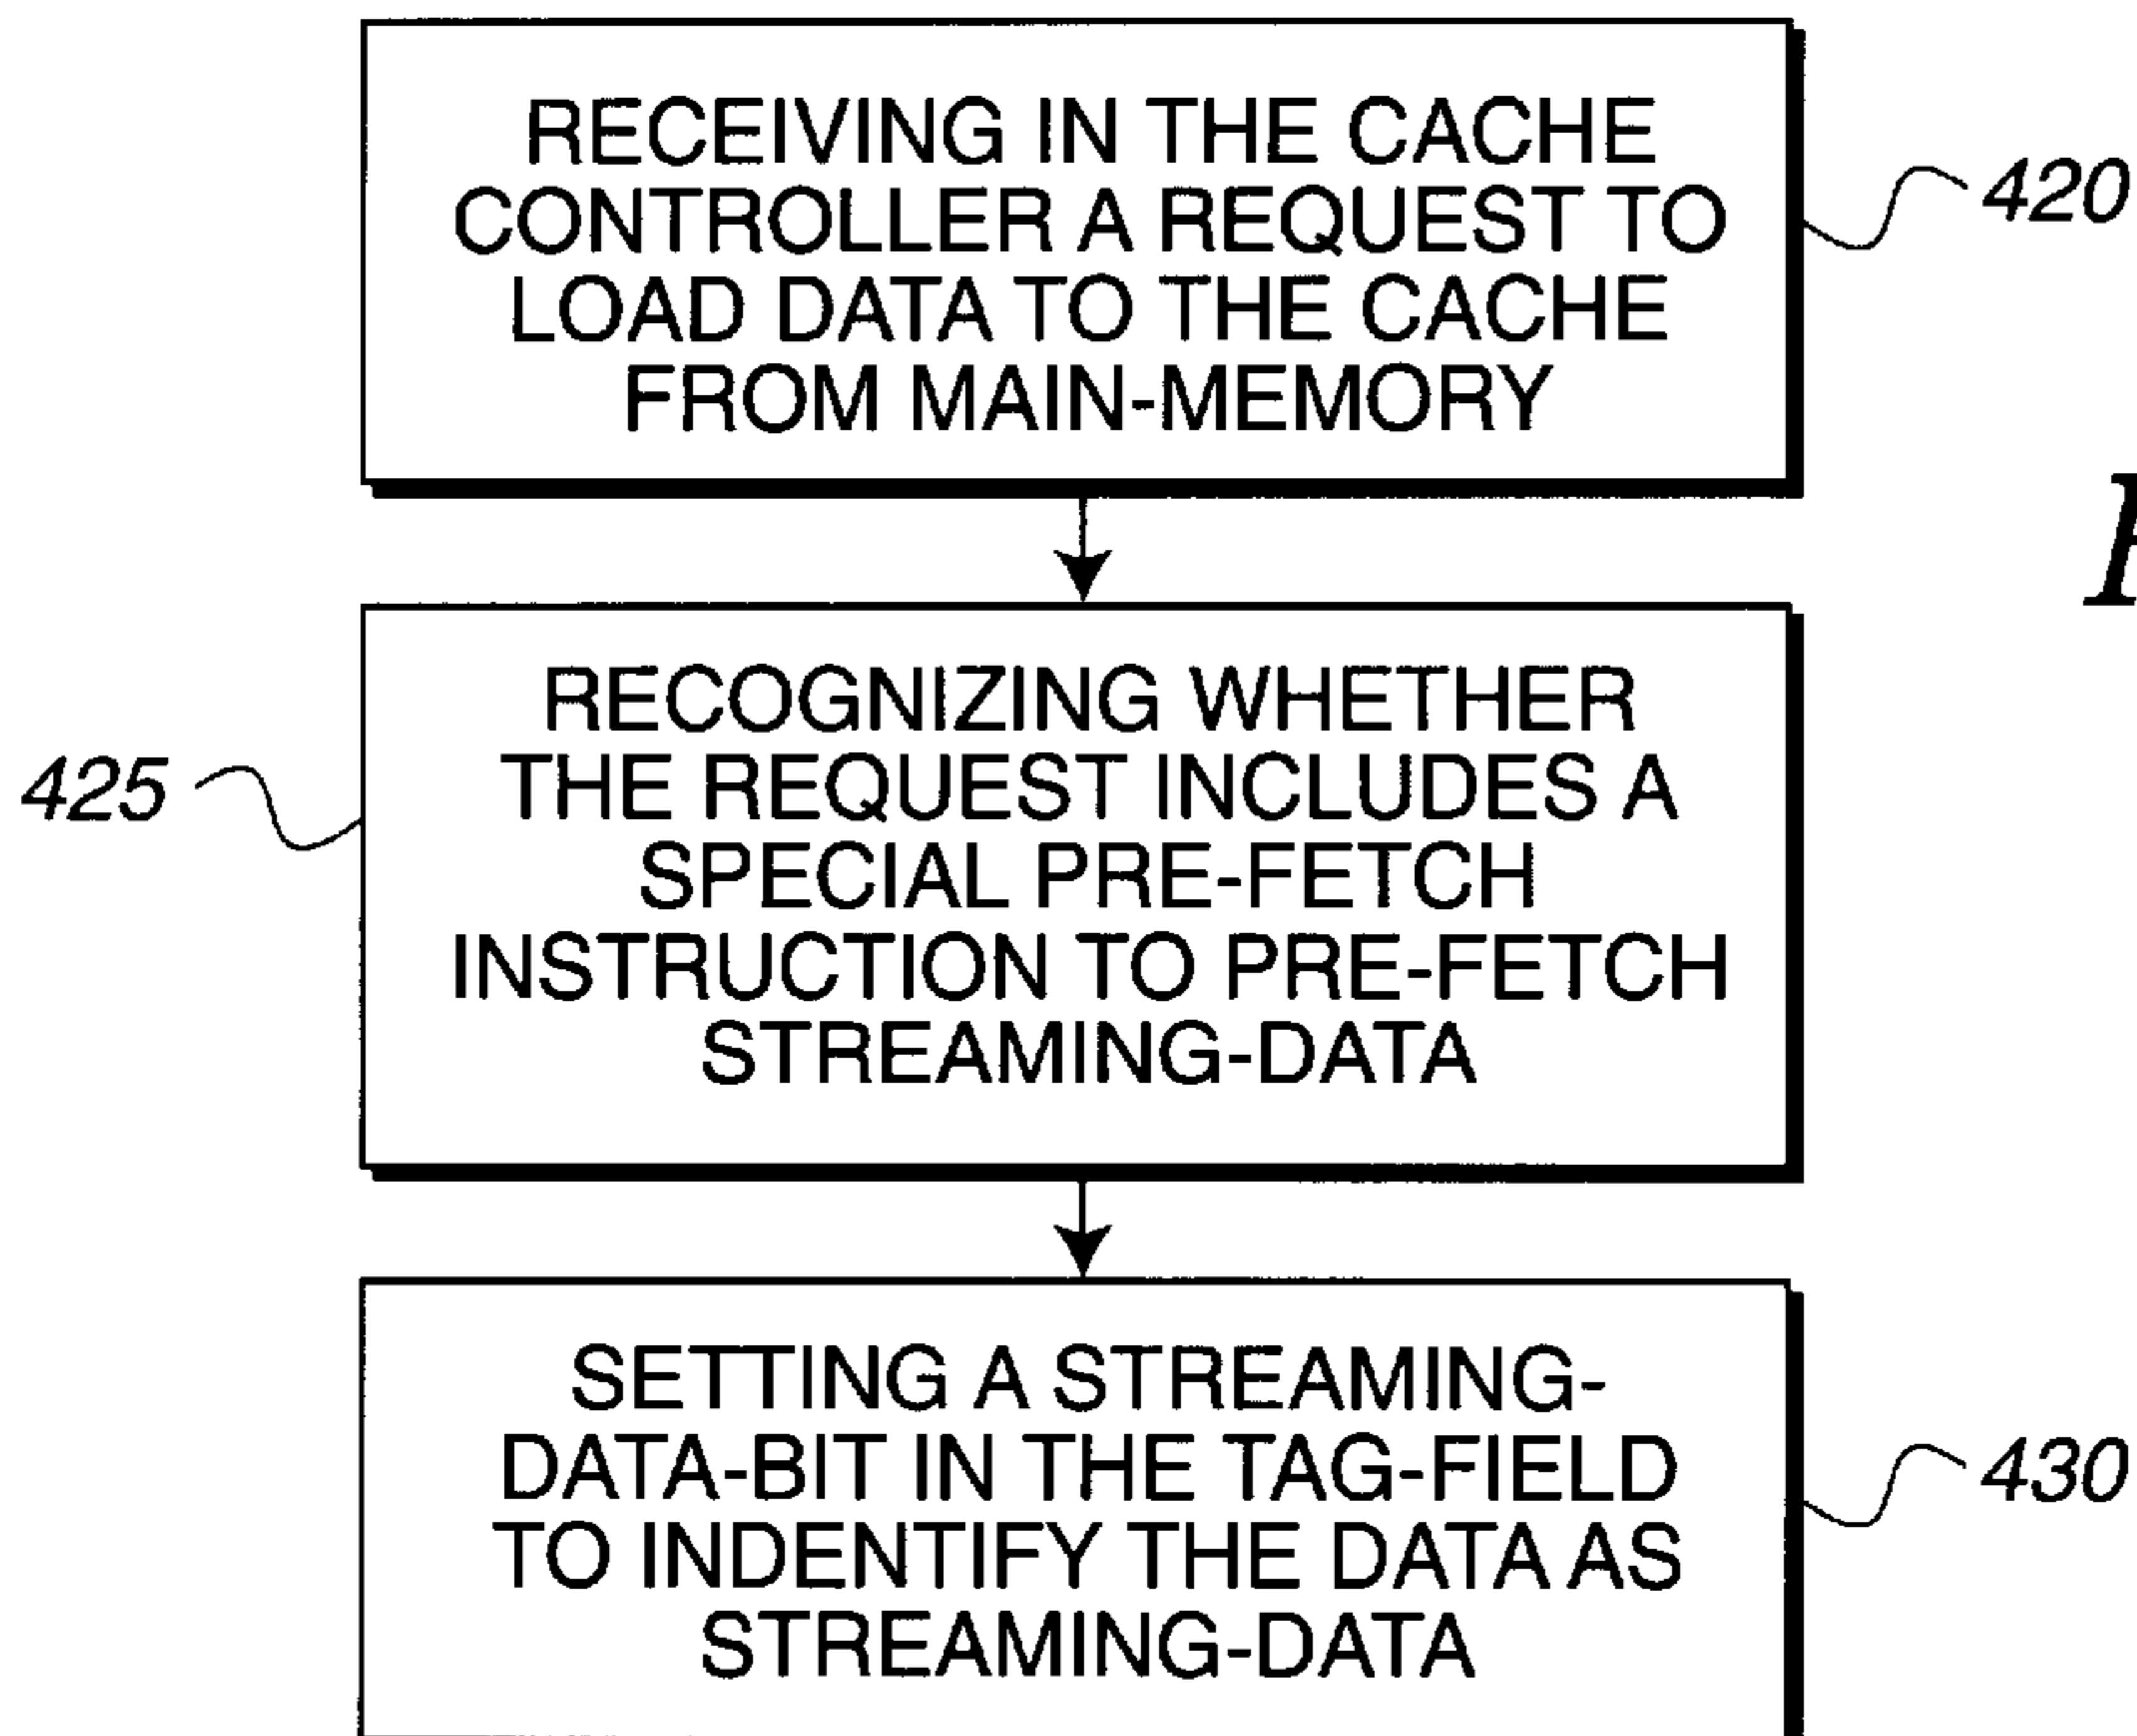 RECEIVING IN THE CACHE
CONTROLLER A REQUEST TO
LOAD DATA TO THE CACHE
FROM MAIN-MEMORY
420
RECOGNIZING WHETHER
THE REQUEST INCLUDES A
SPECIAL PRE-FETCH
INSTRUCTION TO PRE-FETCH
STREAMING-DATA
425
SETTING A STREAMING-
DATA-BIT IN THE TAG-FIELD
TO INDENTIFY THE DATA AS
STREAMING-DATA
430